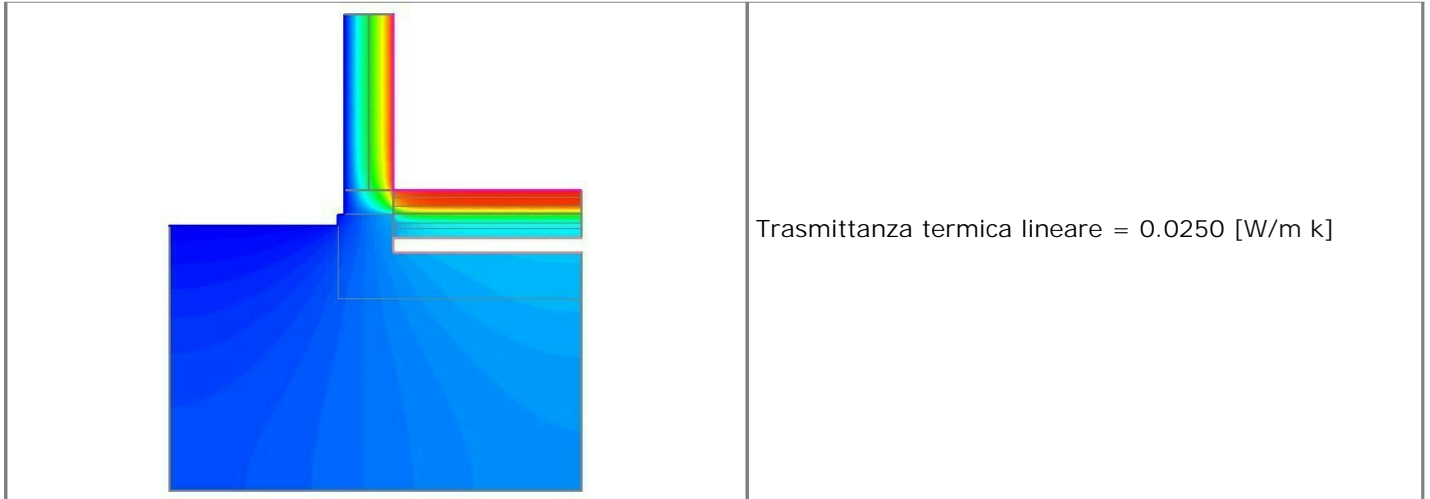 Trasmittanza termica lineare = 0.0250 [W/m k]